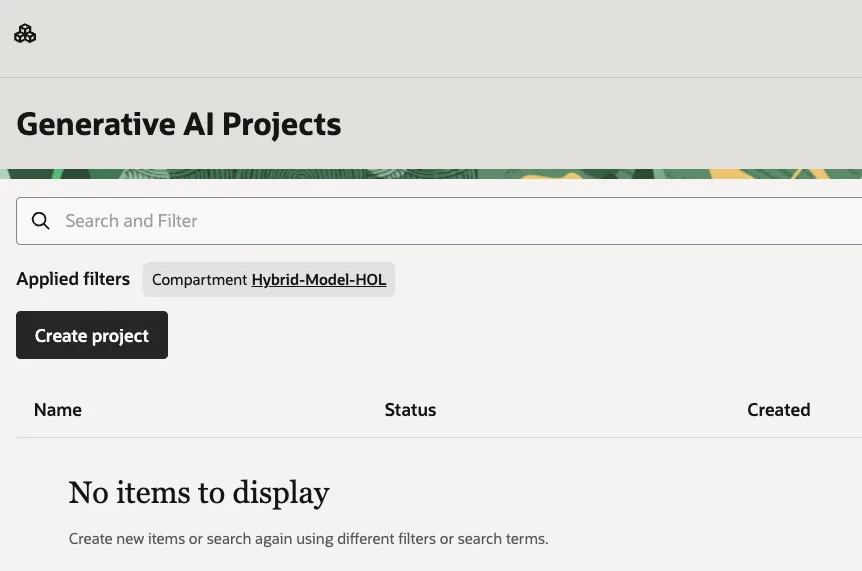 Generative AI Projects
Search and Filter
Applied filters Compartment Hybrid-Model-HOL
Create project
Name Status Created
No items to display
Create new items or search again using different filters or search terms.